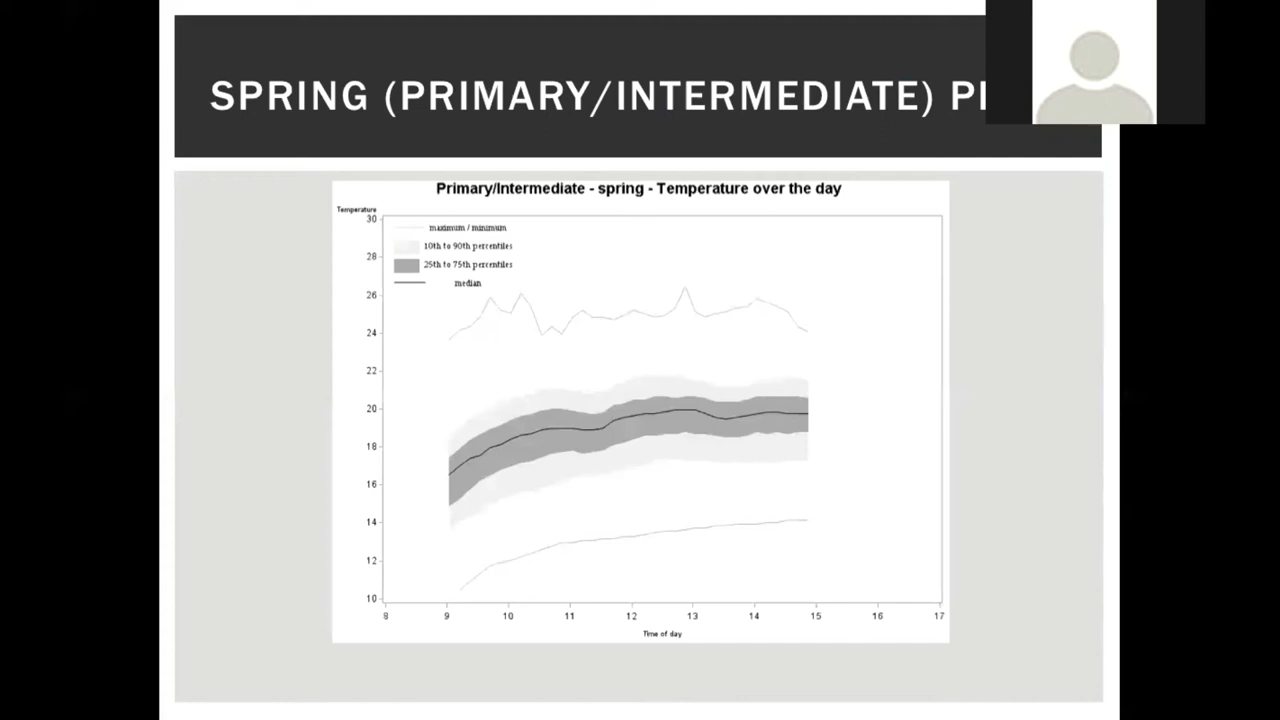 SPRING (PRIMARY/INTERMEDIATE)
Primary/Intermediate - spring - Temperature over the day
Temperature
30
maximum / minimum
10th to 90th percentiles
28
25th to 75th percentiles
median
26
24
22
20
18
16
14
12
10
8 9 10 11 12 13 14 15 16 17
Time of day